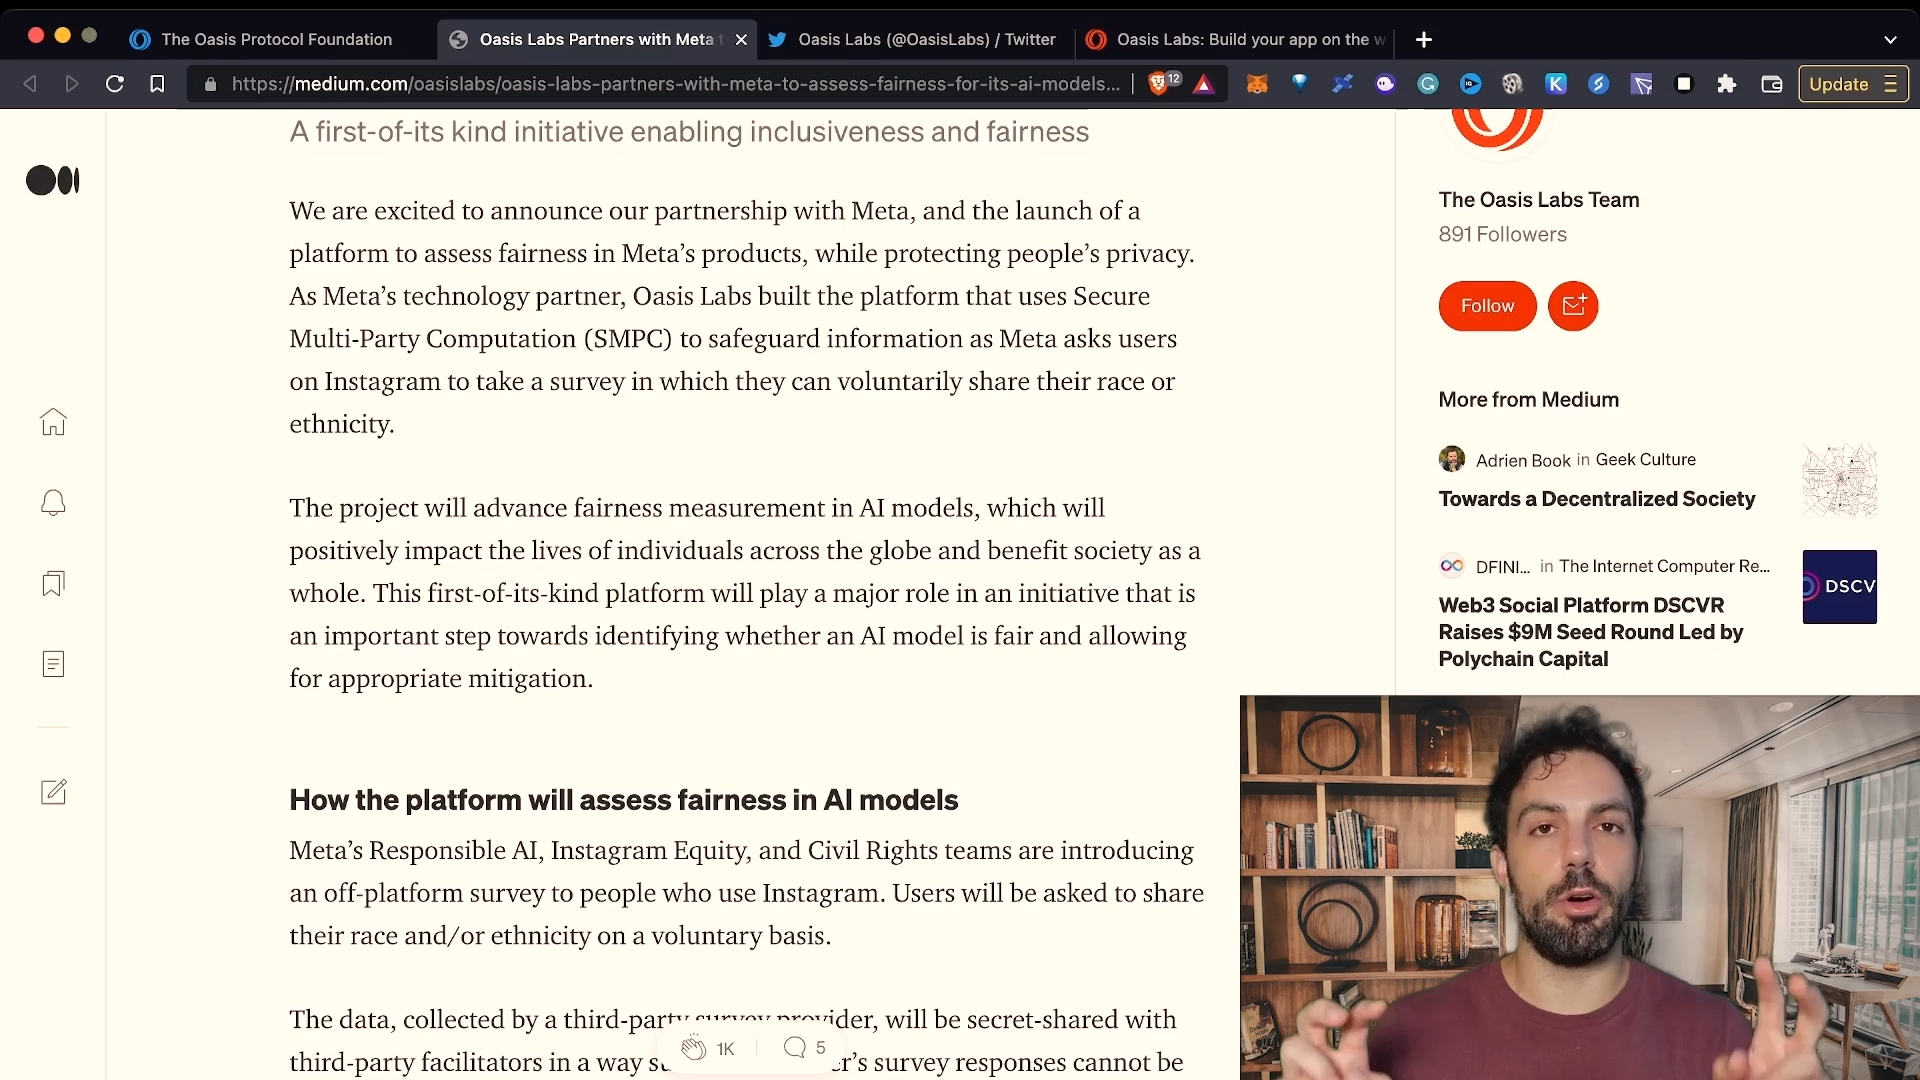 The Oasis Protocol Foundation
Oasis Labs Partners with Meta t
Oasis Labs (@OasisLabs) / Twitter
Oasis Labs: Build your app on the w
https://medium.com/oasislabs/oasis-labs-partners-with-meta-to-assess-fairness-for-its-ai-models...
12
Update
A first-of-its kind initiative enabling inclusiveness and fairness
We are excited to announce our partnership with Meta, and the launch of a
platform to assess fairness in Meta’s products, while protecting people’s privacy.
As Meta’s technology partner, Oasis Labs built the platform that uses Secure
Multi-Party Computation (SMPC) to safeguard information as Meta asks users
on Instagram to take a survey in which they can voluntarily share their race or
ethnicity.
The project will advance fairness measurement in AI models, which will
positively impact the lives of individuals across the globe and benefit society as a
whole. This first-of-its-kind platform will play a major role in an initiative that is
an important step towards identifying whether an AI model is fair and allowing
for appropriate mitigation.
How the platform will assess fairness in AI models
Meta’s Responsible AI, Instagram Equity, and Civil Rights teams are introducing
an off-platform survey to people who use Instagram. Users will be asked to share
their race and/or ethnicity on a voluntary basis.
The data, collected by a third-party survey provider, will be secret-shared with
third-party facilitators in a way su er’s survey responses cannot be
1K
5
The Oasis Labs Team
891 Followers
Follow
More from Medium
Adrien Book in Geek Culture
Towards a Decentralized Society
DFINI... in The Internet Computer Re...
Web3 Social Platform DSCVR
Raises $9M Seed Round Led by
Polychain Capital
DSCV